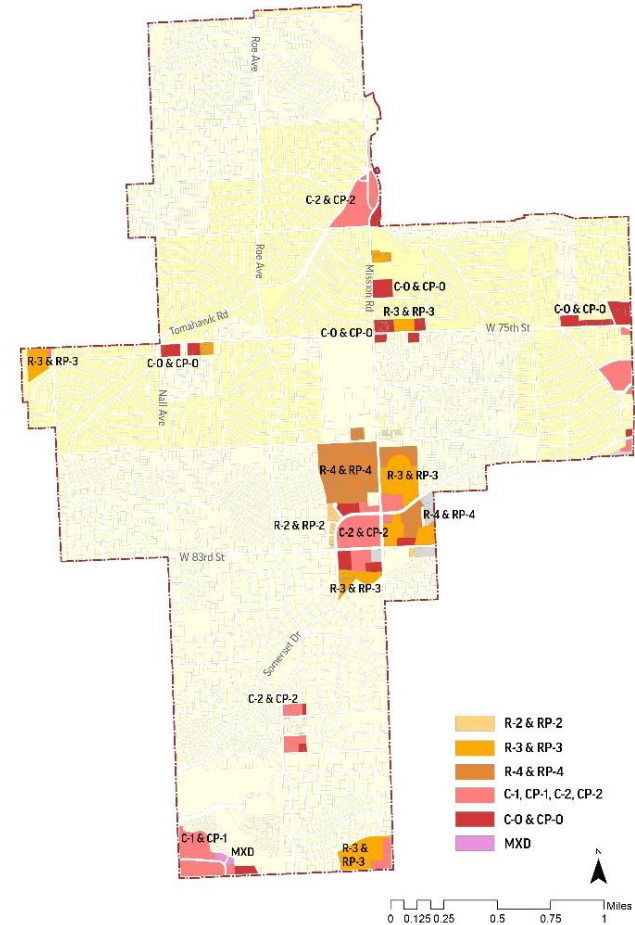 Roe Ave
C-2 & CP-2
Roe Ave
Mission Rd
C-O & CP-O
R-3 & RP-3
C-O & CP-O
C-O & CP-O
W 75th St
Tomahawk Rd
R-3 & RP-3
C-O & CP-O
Nall Ave
R-4 & RP-4
R-3 & RP-3
R-4 & RP-4
R-2 & RP-2
C-2 & CP-2
W 83rd St
R-3 & RP-3
Somerset Dr
C-2 & CP-2
C-1 & CP-1
MXD
R-3 &
RP-3
R-2 & RP-2
R-3 & RP-3
R-4 & RP-4
C-1, CP-1, C-2, CP-2
C-O & CP-O
MXD
N
Miles
0 0.125 0.25 0.5 0.75 1